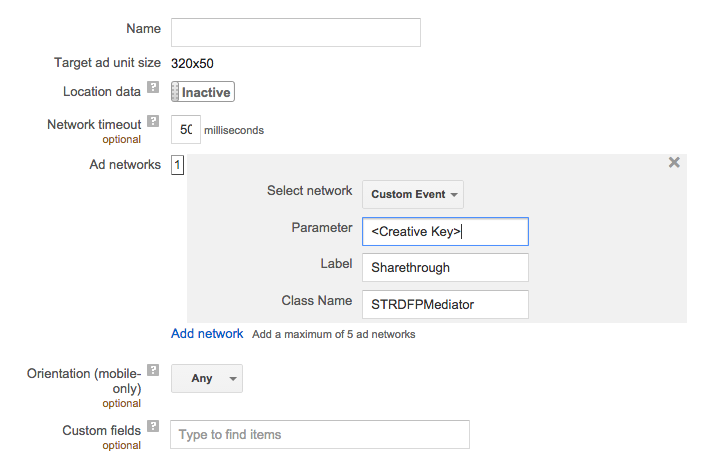 Name
Target ad unit size 320x50
Location data ? Inactive
Network timeout ? 50 milliseconds
optional
Ad networks 1
Select network Custom Event
Parameter <Creative Key>
Label Sharethrough
Class Name STRDFPMediator
Add network Add a maximum of 5 ad networks
Orientation (mobile- ? Any
only)
optional
Custom fields ? Type to find items
optional